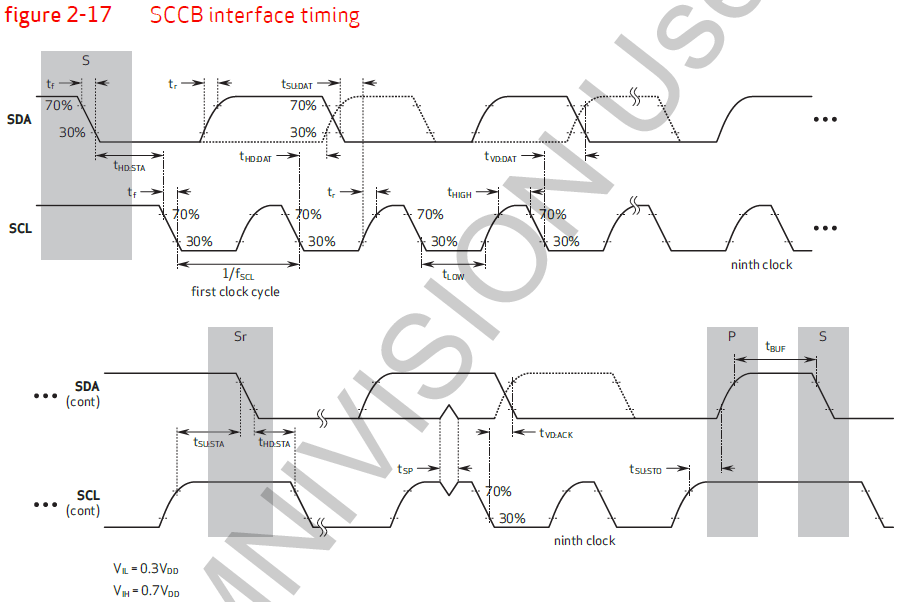 figure 2-17 SCCB interface timing
S
tf tr tSU:DAT
70% 70%
SDA
30% 30%
tHD:STA tHD:DAT tVD:DAT
tf tr tHIGH
70% 70% 70% 70%
SCL
30% 30% 30% 30%
1/fSCL tLOW ninth clock
first clock cycle
Sr P S
tBUF
SDA
(cont)
tSU:STA tHD:STA tVD:ACK
tSP tSU:STO
SCL
(cont)
70%
30%
ninth clock
VIL = 0.3VDD
VIH = 0.7VDD
MNIVISION Use